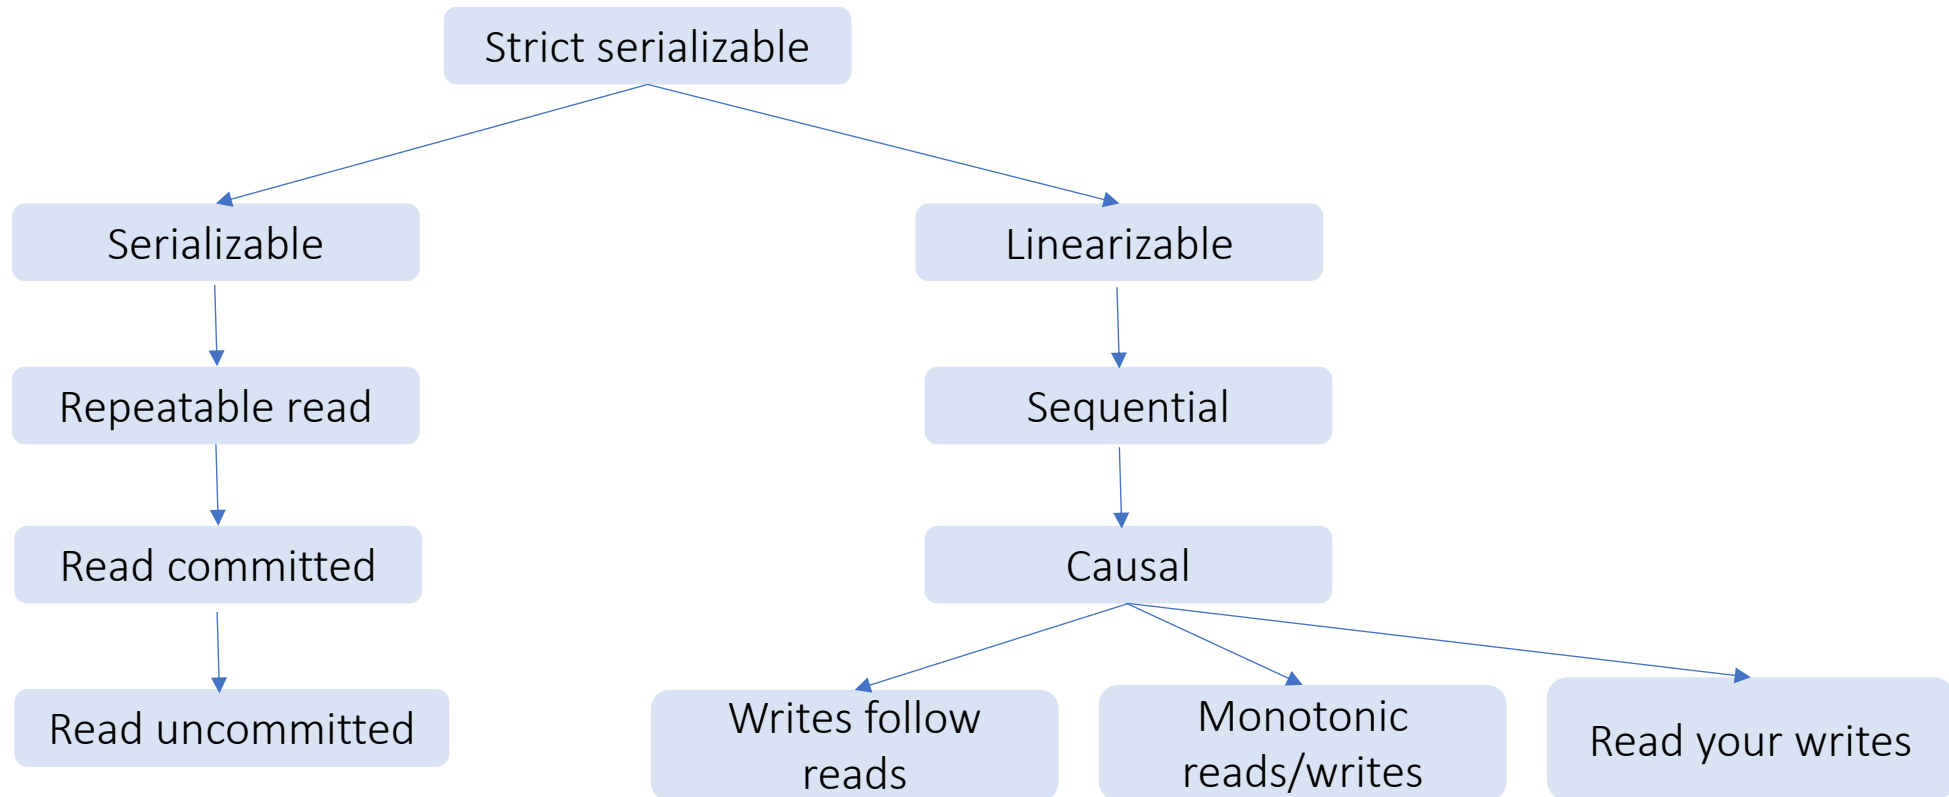 Strict serializable
Serializable
Linearizable
Repeatable read
Sequential
Read committed
Causal
Read uncommitted
Writes follow
reads
Monotonic
reads/writes
Read your writes